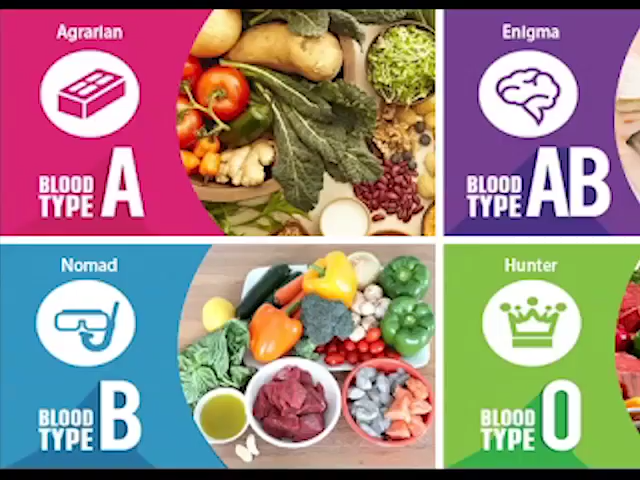 Agrarian
BLOOD TYPE A
Enigma
BLOOD TYPE AB
Nomad
BLOOD TYPE B
Hunter
BLOOD TYPE O